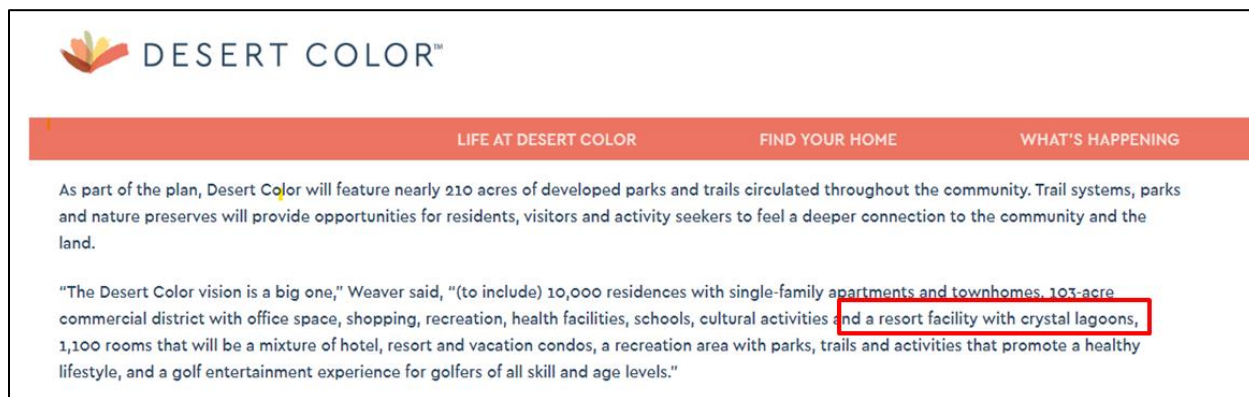 DESERT COLOR™
LIFE AT DESERT COLOR FIND YOUR HOME WHAT'S HAPPENING
As part of the plan, Desert Color will feature nearly 210 acres of developed parks and trails circulated throughout the community. Trail systems, parks
and nature preserves will provide opportunities for residents, visitors and activity seekers to feel a deeper connection to the community and the
land.
“The Desert Color vision is a big one,” Weaver said, “(to include) 10,000 residences with single-family apartments and townhomes, 103-acre
commercial district with office space, shopping, recreation, health facilities, schools, cultural activities and a resort facility with crystal lagoons,
1,100 rooms that will be a mixture of hotel, resort and vacation condos, a recreation area with parks, trails and activities that promote a healthy
lifestyle, and a golf entertainment experience for golfers of all skill and age levels.”